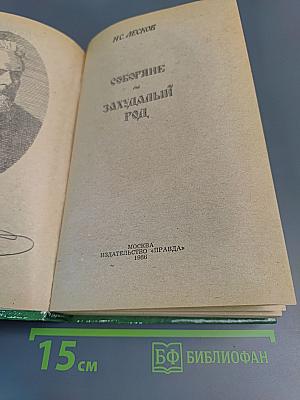 Н.С. ЛЕСКОВ
СОБОРЯНЕ
ЗАХУДАЛЫЙ
РОД
МОСКВА
ИЗДАТЕЛЬСТВО «ПРАВДА»
1986
15 см
БФ БИБЛИОФАН